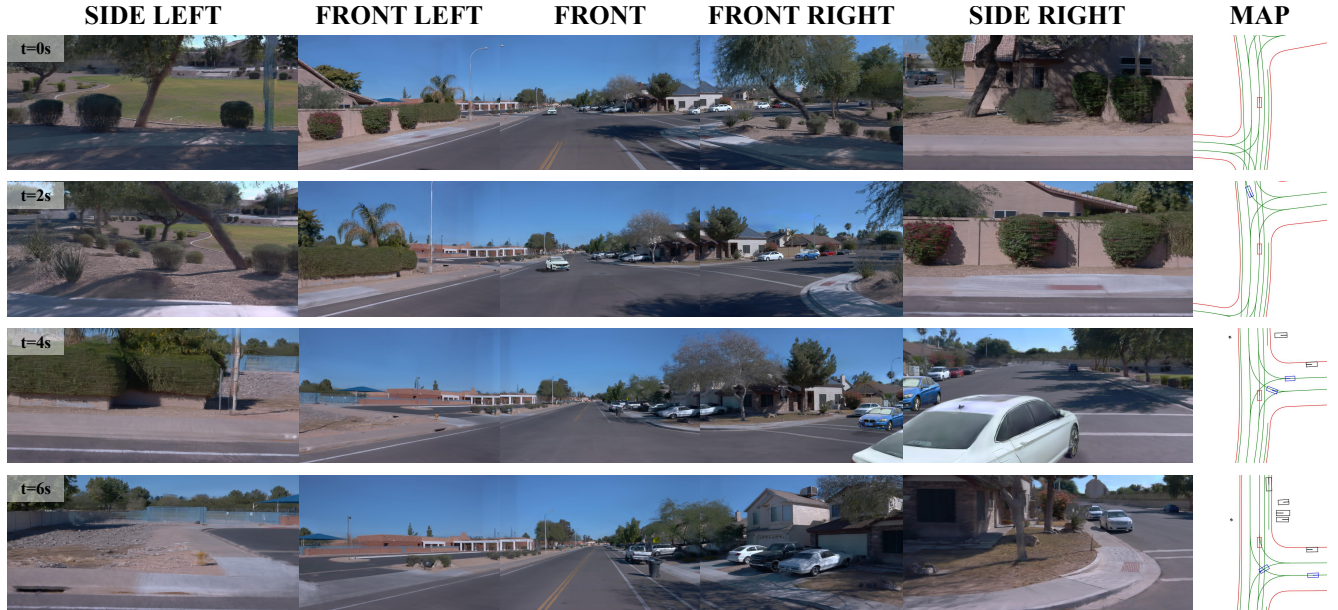 SIDE LEFT FRONT LEFT FRONT FRONT RIGHT SIDE RIGHT MAP
t=0s
t=2s
t=4s
t=6s